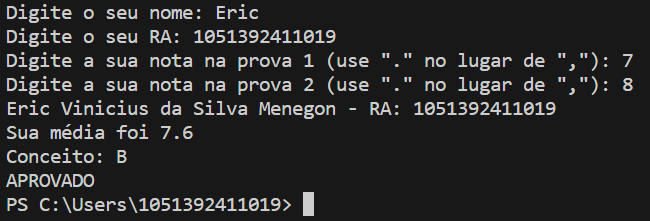 Digite o seu nome: Eric
Digite o seu RA: 1051392411019
Digite a sua nota na prova 1 (use "." no lugar de ","): 7
Digite a sua nota na prova 2 (use "." no lugar de ","): 8
Eric Vinicius da Silva Menegon - RA: 1051392411019
Sua média foi 7.6
Conceito: B
APROVADO
PS C:\Users\1051392411019>